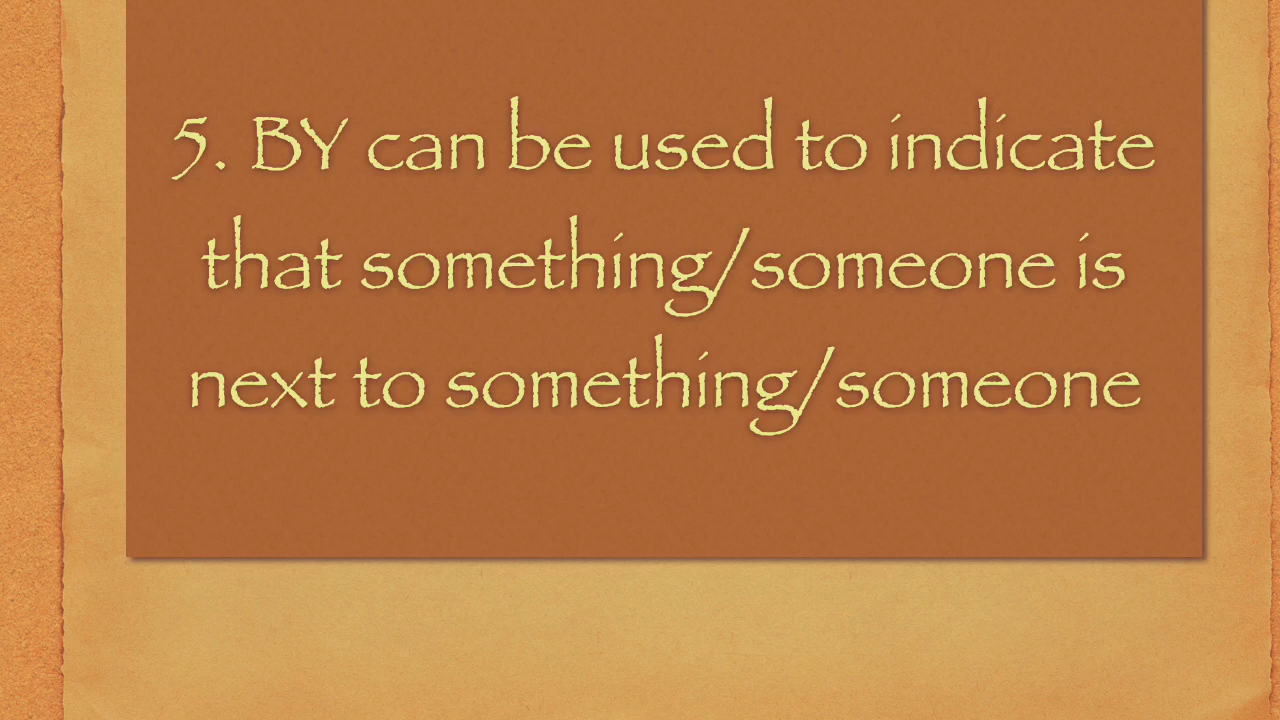 5. BY can be used to indicate
that something/someone is
next to something/someone